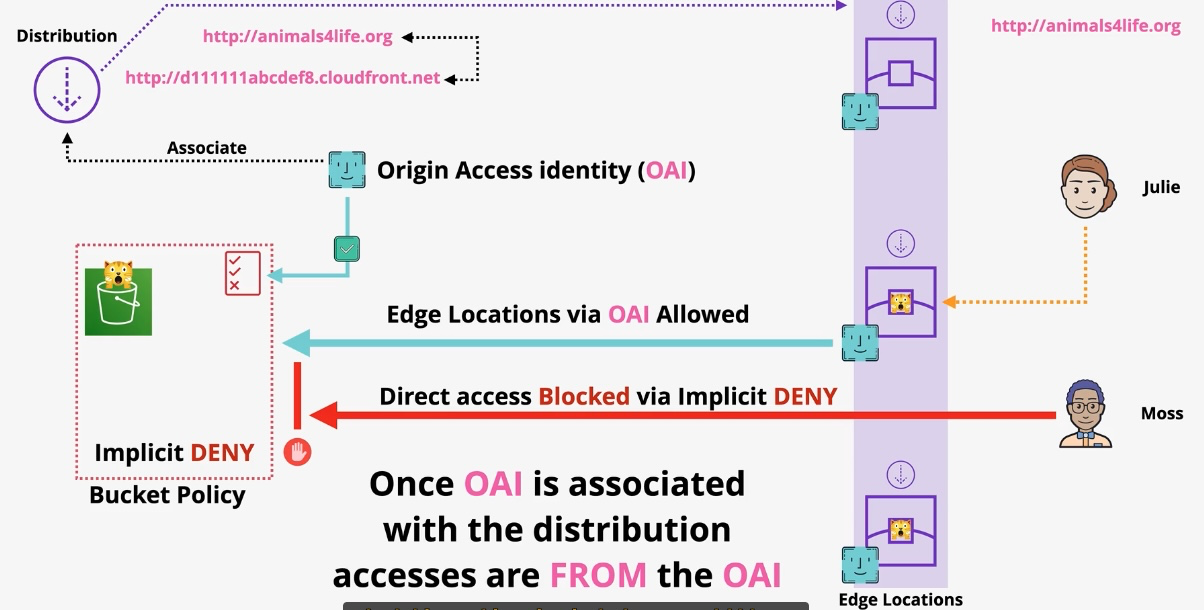 Distribution
http://animals4life.org
http://animals4life.org
http://d111111abcdef8.cloudfront.net
Associate
Origin Access identity (OAI)
Julie
Edge Locations via OAI Allowed
Direct access Blocked via Implicit DENY
Moss
Implicit DENY
Bucket Policy
Once OAI is associated
with the distribution
accesses are FROM the OAI
Edge Locations